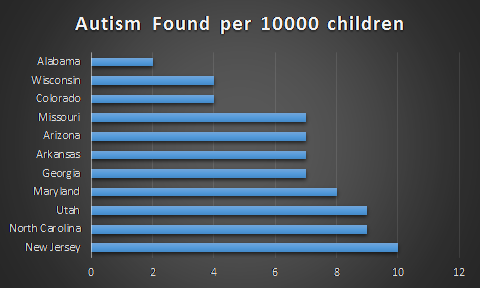 Autism Found per 10000 children
Alabama
Wisconsin
Colorado
Missouri
Arizona
Arkansas
Georgia
Maryland
Utah
North Carolina
New Jersey
0 2 4 6 8 10 12